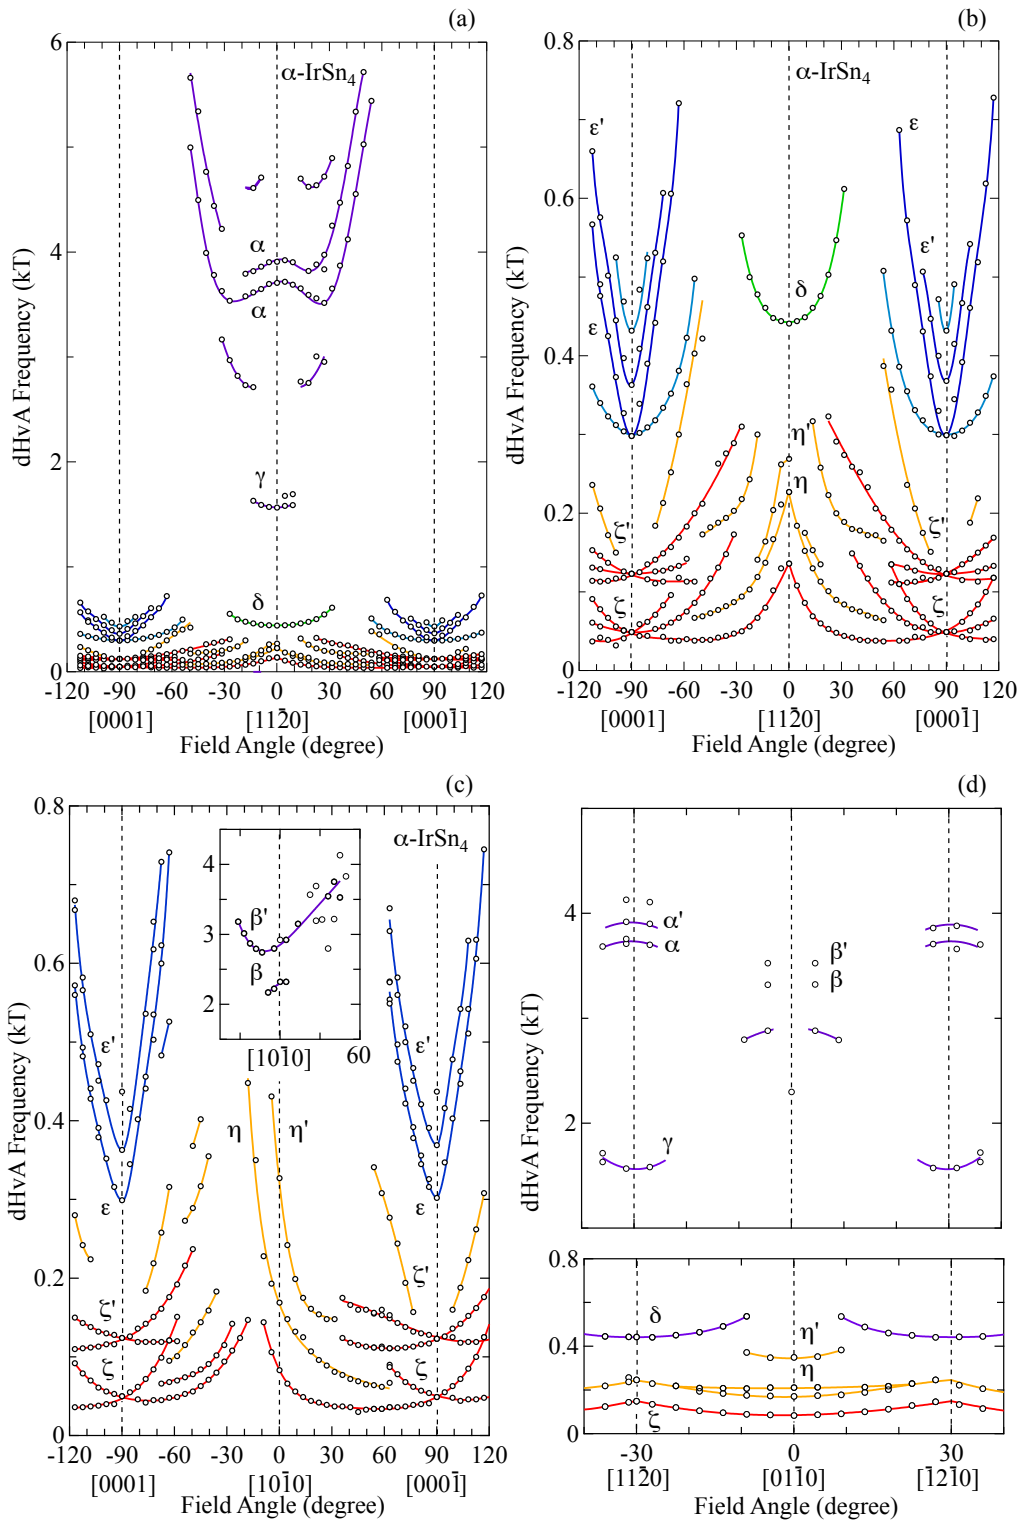 (a)
6
4
2
0
dHvA Frequency (kT)
α-IrSn4
α
α
γ
δ
-120 -90 -60 -30 0 30 60 90 120
[0001] [112̄0] [0001̄]
Field Angle (degree)
(b)
0.8
0.6
0.4
0.2
0
dHvA Frequency (kT)
α-IrSn4
ε'
ε
ε
ε'
δ
η'
η
ζ'
ζ'
ζ
ζ
-120 -90 -60 -30 0 30 60 90 120
[0001] [112̄0] [0001̄]
Field Angle (degree)
(c)
0.8
0.6
0.4
0.2
0
dHvA Frequency (kT)
α-IrSn4
4
3
2
β'
β
[101̄0] 60
ε'
ε'
η
η'
ε
ε
ζ'
ζ'
ζ
ζ
-120 -90 -60 -30 0 30 60 90 120
[0001] [101̄0] [0001̄]
Field Angle (degree)
(d)
4
2
dHvA Frequency (kT)
α'
α
β'
β
γ
0.8
0.4
0
δ
η'
η
ζ
-30 0 30
[112̄0] [011̄0] [12̄10]
Field Angle (degree)